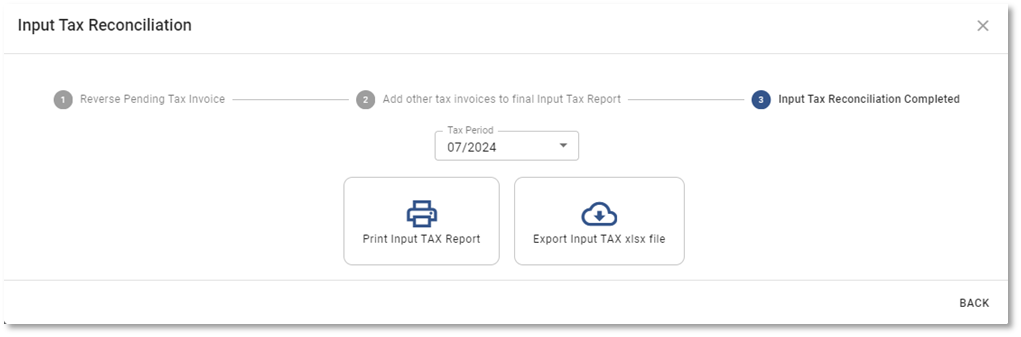 Input Tax Reconciliation
1 Reverse Pending Tax Invoice 2 Add other tax invoices to final Input Tax Report 3 Input Tax Reconciliation Completed
Tax Period
07/2024
Print Input TAX Report Export Input TAX xlsx file
BACK